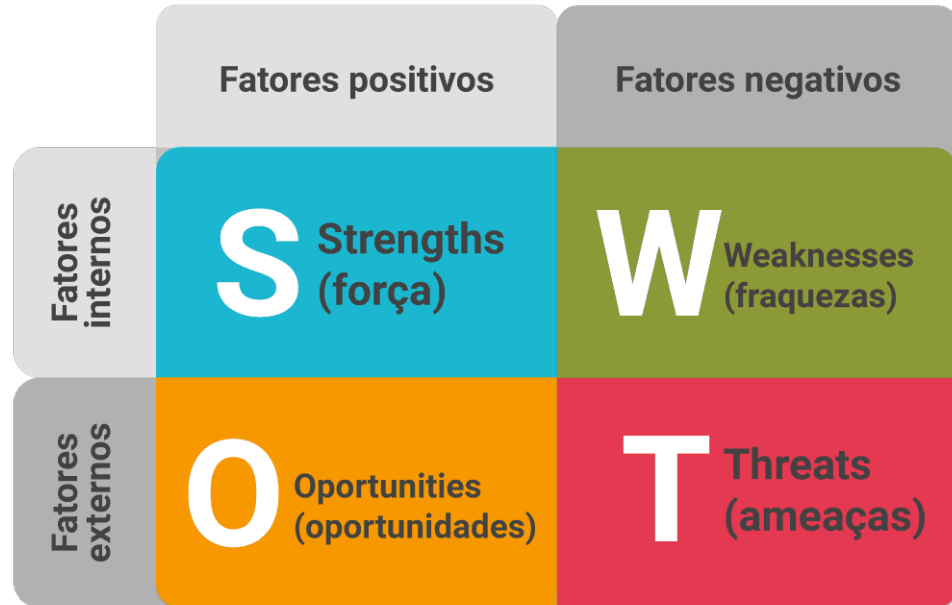 Fatores positivos
Fatores negativos
Fatores
internos
S
Strengths
(força)
W
Weaknesses
(fraquezas)
Fatores
externos
O
Oportunities
(oportunidades)
T
Threats
(ameaças)